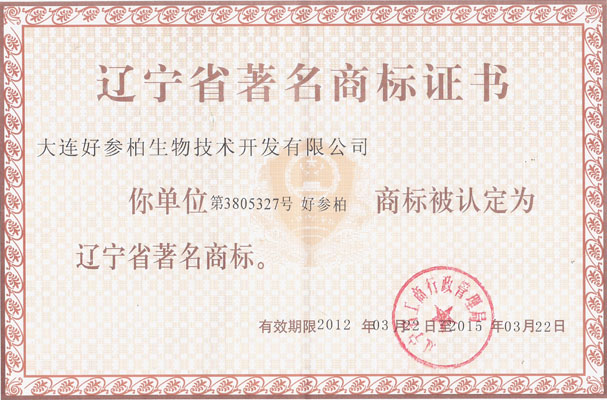 辽宁省著名商标证书
大连好参柏生物技术开发有限公司
你单位第3805327号 好参柏 商标被认定为
辽宁省著名商标。
辽宁省工商行政管理局
有效期限2012 年03月22日至2015 年03月22日